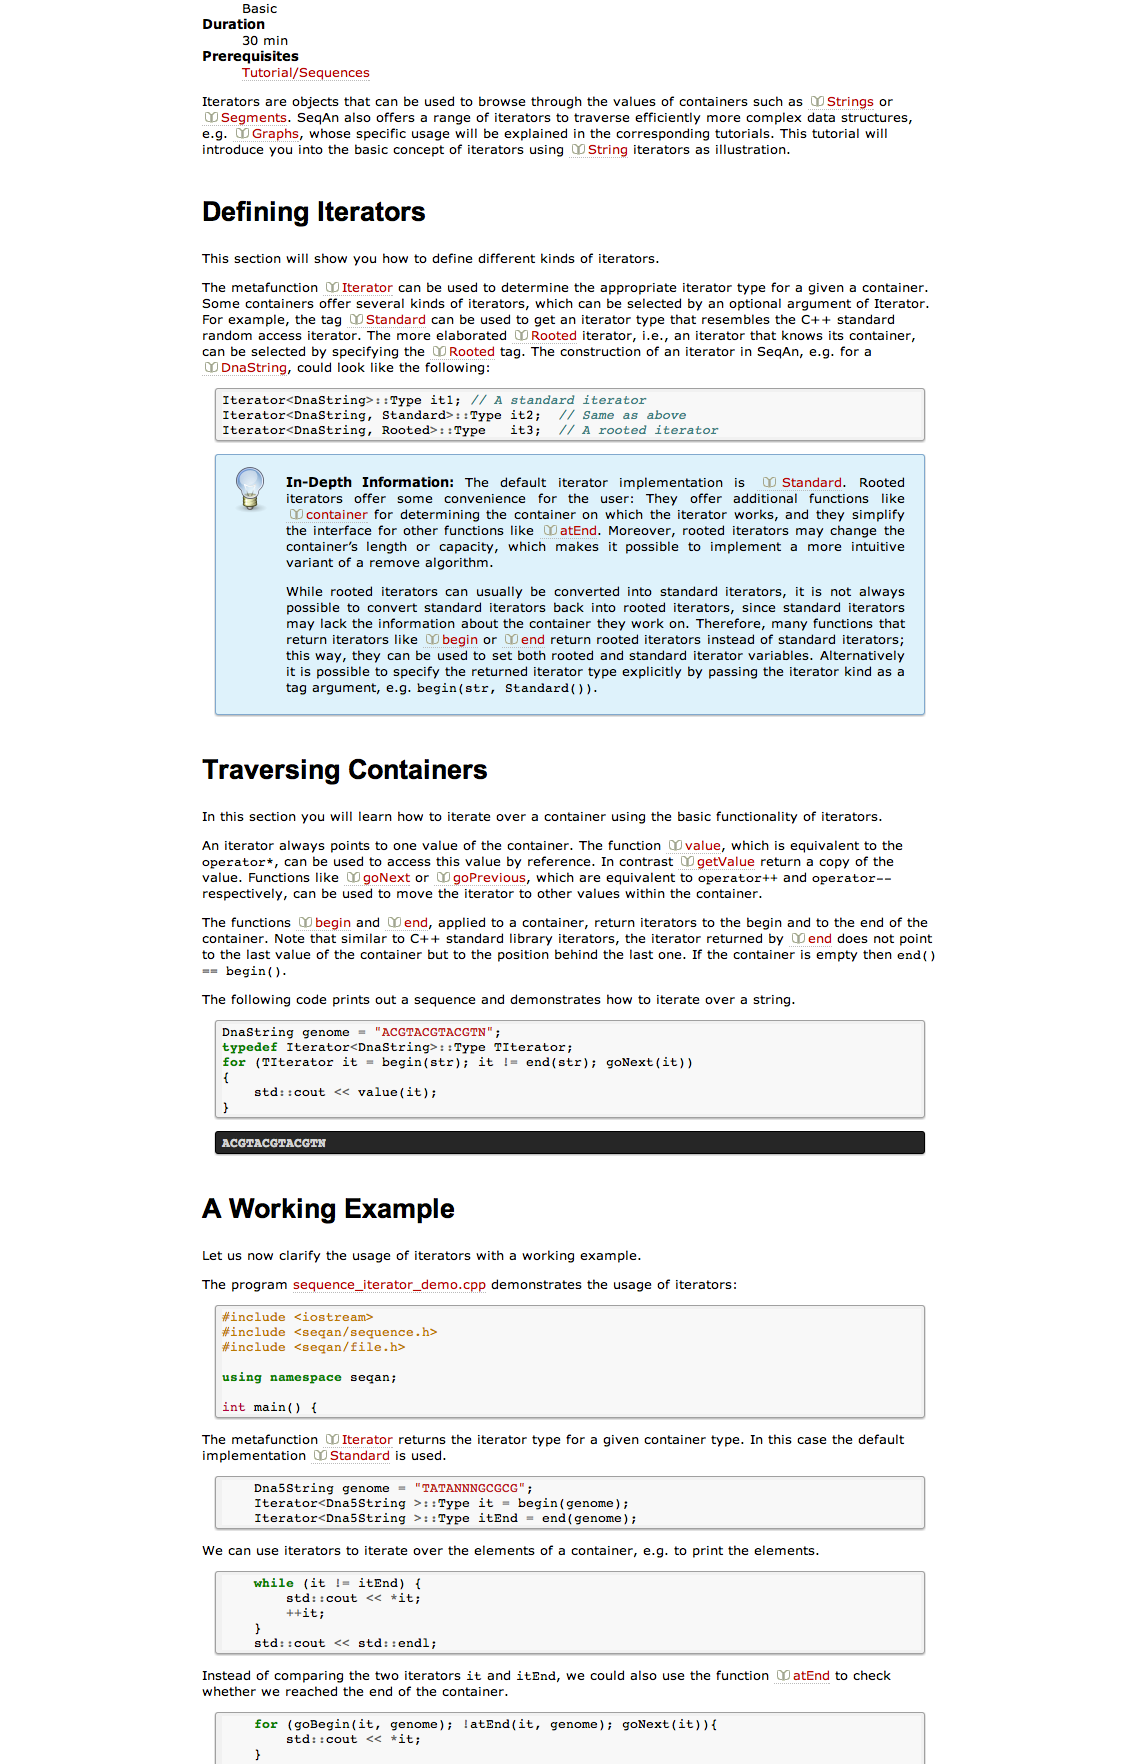 Basic
Duration
30 min
Prerequisites
Tutorial/Sequences
Iterators are objects that can be used to browse through the values of containers such as Strings or
Segments. SeqAn also offers a range of iterators to traverse efficiently more complex data structures,
e.g. Graphs, whose specific usage will be explained in the corresponding tutorials. This tutorial will
introduce you into the basic concept of iterators using String iterators as illustration.
Defining Iterators
This section will show you how to define different kinds of iterators.
The metafunction Iterator can be used to determine the appropriate iterator type for a given a container.
Some containers offer several kinds of iterators, which can be selected by an optional argument of Iterator.
For example, the tag Standard can be used to get an iterator type that resembles the C++ standard
random access iterator. The more elaborated Rooted iterator, i.e., an iterator that knows its container,
can be selected by specifying the Rooted tag. The construction of an iterator in SeqAn, e.g. for a
DnaString, could look like the following:
Iterator<DnaString>::Type it1; // A standard iterator
Iterator<DnaString, Standard>::Type it2;  // Same as above
Iterator<DnaString, Rooted>::Type   it3;  // A rooted iterator
In-Depth Information: The default iterator implementation is Standard. Rooted
iterators offer some convenience for the user: They offer additional functions like
container for determining the container on which the iterator works, and they simplify
the interface for other functions like atEnd. Moreover, rooted iterators may change the
container's length or capacity, which makes it possible to implement a more intuitive
variant of a remove algorithm.
While rooted iterators can usually be converted into standard iterators, it is not always
possible to convert standard iterators back into rooted iterators, since standard iterators
may lack the information about the container they work on. Therefore, many functions that
return iterators like begin or end return rooted iterators instead of standard iterators;
this way, they can be used to set both rooted and standard iterator variables. Alternatively
it is possible to specify the returned iterator type explicitly by passing the iterator kind as a
tag argument, e.g. begin(str, Standard()).
Traversing Containers
In this section you will learn how to iterate over a container using the basic functionality of iterators.
An iterator always points to one value of the container. The function value, which is equivalent to the
operator*, can be used to access this value by reference. In contrast getValue return a copy of the
value. Functions like goNext or goPrevious, which are equivalent to operator++ and operator--
respectively, can be used to move the iterator to other values within the container.
The functions begin and end, applied to a container, return iterators to the begin and to the end of the
container. Note that similar to C++ standard library iterators, the iterator returned by end does not point
to the last value of the container but to the position behind the last one. If the container is empty then end()
== begin().
The following code prints out a sequence and demonstrates how to iterate over a string.
DnaString genome = "ACGTACGTACGTN";
typedef Iterator<DnaString>::Type TIterator;
for (TIterator it = begin(str); it != end(str); goNext(it))
{
    std::cout << value(it);
}
ACGTACGTACGTN
A Working Example
Let us now clarify the usage of iterators with a working example.
The program sequence_iterator_demo.cpp demonstrates the usage of iterators:
#include <iostream>
#include <seqan/sequence.h>
#include <seqan/file.h>
using namespace seqan;
int main() {
The metafunction Iterator returns the iterator type for a given container type. In this case the default
implementation Standard is used.
    Dna5String genome = "TATANNNGCGCG";
    Iterator<Dna5String >::Type it = begin(genome);
    Iterator<Dna5String >::Type itEnd = end(genome);
We can use iterators to iterate over the elements of a container, e.g. to print the elements.
    while (it != itEnd) {
        std::cout << *it;
        ++it;
    }
    std::cout << std::endl;
Instead of comparing the two iterators it and itEnd, we could also use the function atEnd to check
whether we reached the end of the container.
    for (goBegin(it, genome); !atEnd(it, genome); goNext(it)){
        std::cout << *it;
    }